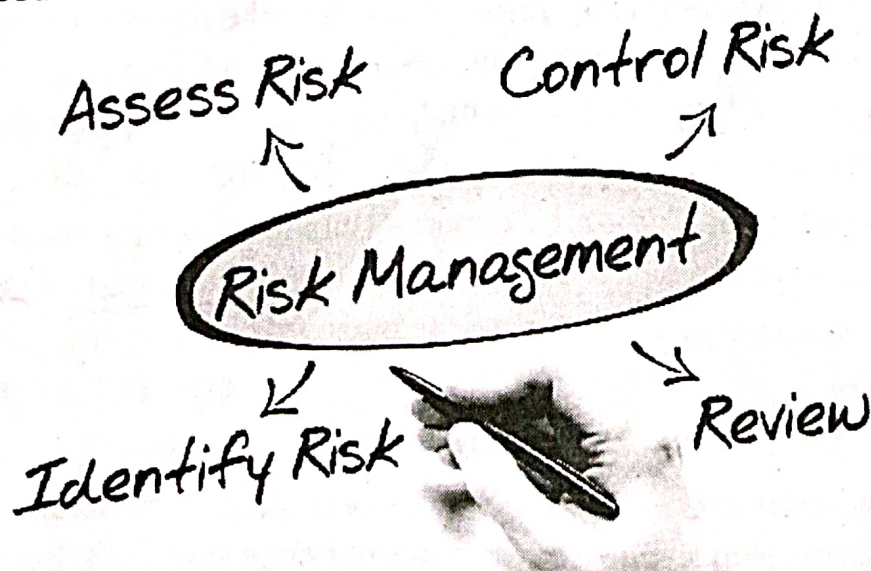 Assess Risk
Control Risk
Risk Management
Identify Risk
Review